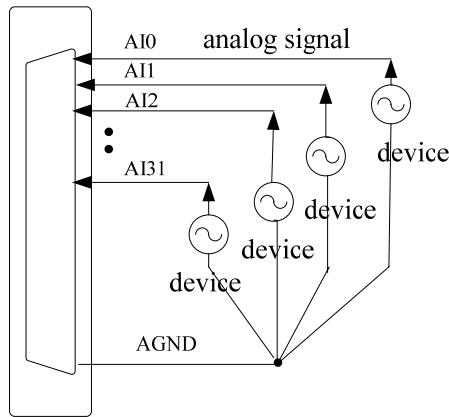 AI0
analog signal
AI1
AI2
device
AI31
device
device
device
AGND